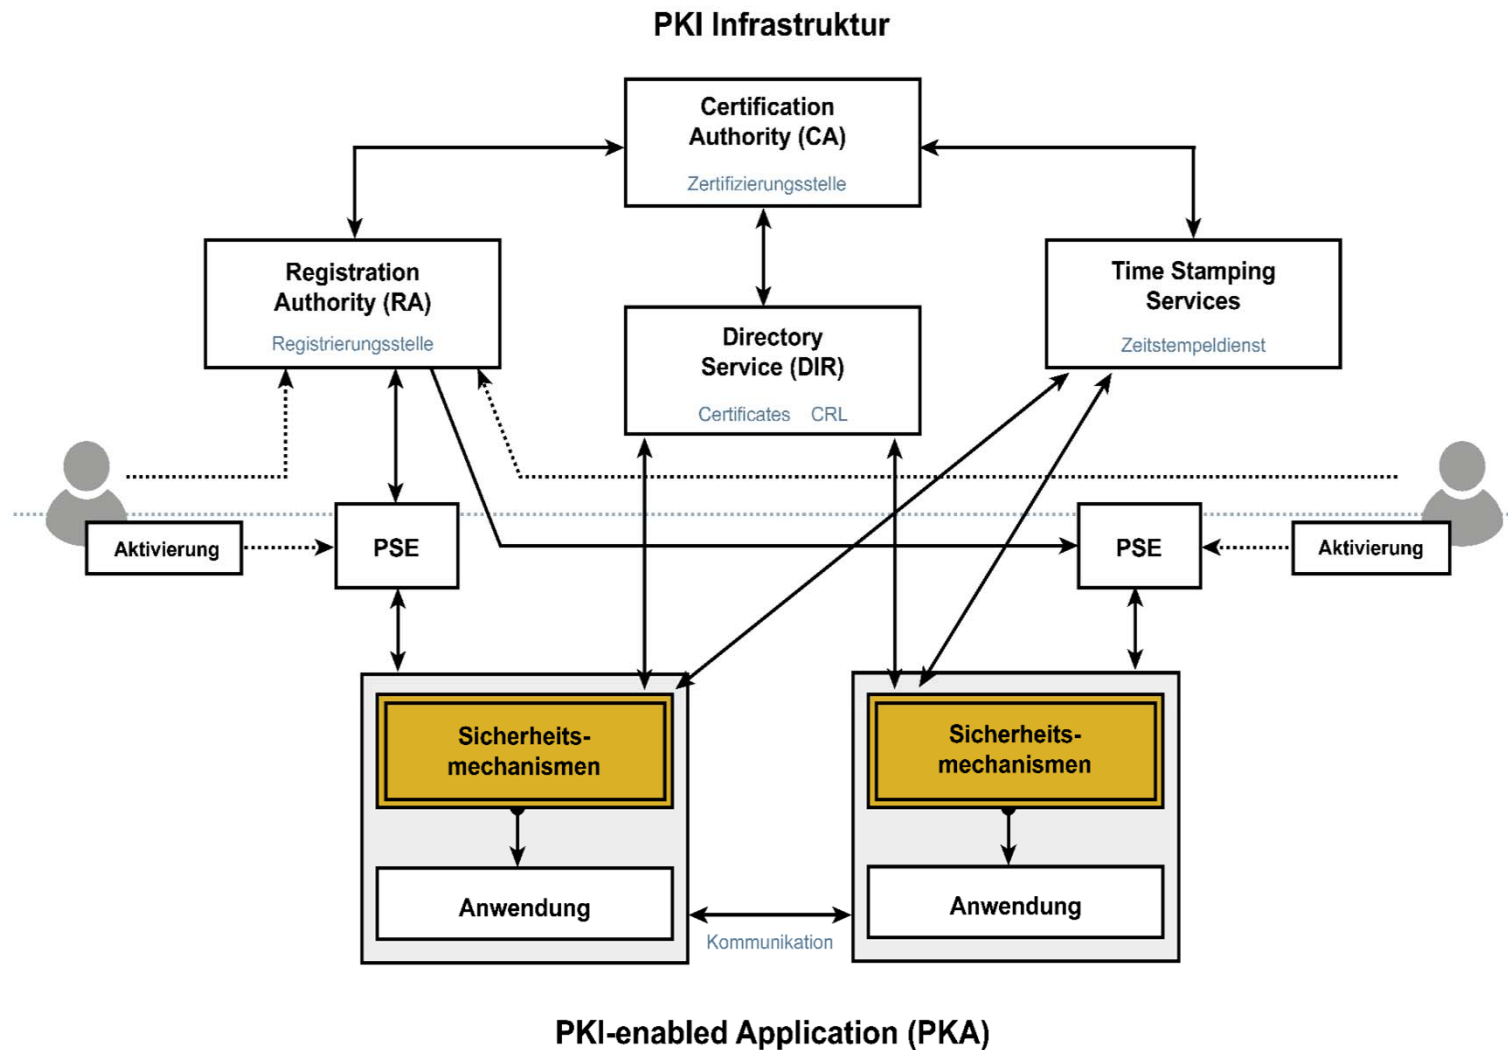 PKI Infrastruktur
Certification
Authority (CA)
Zertifizierungsstelle
Registration
Authority (RA)
Registrierungsstelle
Directory
Service (DIR)
Certificates CRL
Time Stamping
Services
Zeitstempeldienst
Aktivierung
PSE
PSE
Aktivierung
Sicherheits-
mechanismen
Anwendung
Sicherheits-
mechanismen
Anwendung
Kommunikation
PKI-enabled Application (PKA)